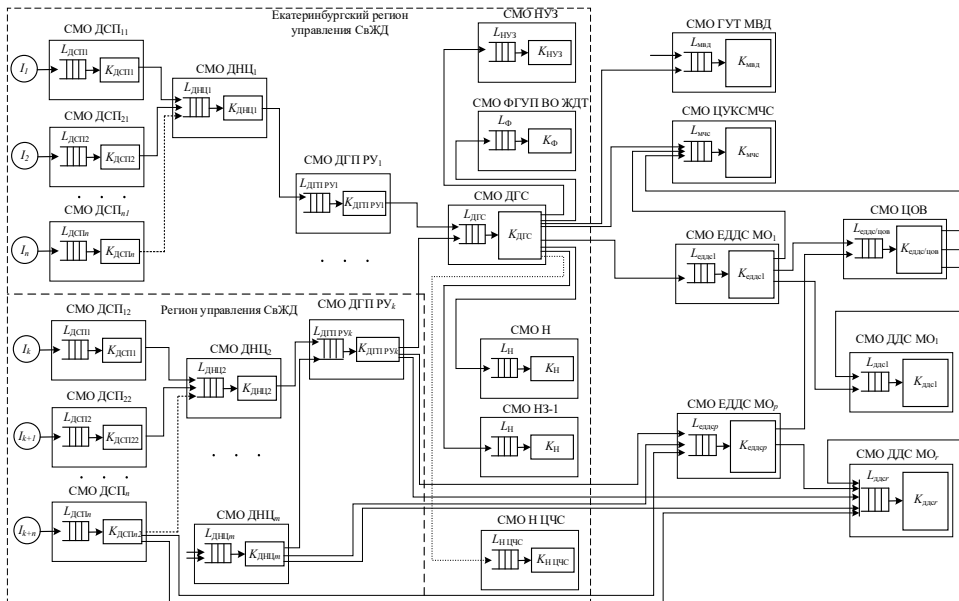 Екатеринбургский регион
управления СвЖД
СМО ДСП11
LДСП1
I1
KДСП1
СМО ДСП21
LДСП2
I2
KДСП2
. . .
СМО ДСПn1
LДСПn
In
KДСПn
СМО ДНЦ1
LДНЦ1
KДНЦ1
СМО ДГП РУ1
LДГП РУ1
KДГП РУ1
. . .
СМО ДГС
LДГС
KДГС
СМО НУЗ
LНУЗ
KНУЗ
СМО ФГУП ВО ЖДТ
LФ
KФ
СМО Н
LН
KН
СМО НЗ-1
LН
KН
СМО Н ЦЧС
LН ЦЧС
KН ЦЧС
Регион управления СвЖД
СМО ДСП12
LДСП1
Ik
KДСП1
СМО ДСП22
LДСП2
Ik+1
KДСП22
. . .
СМО ДСПn
LДСПn
Ik+n
KДСПn2
СМО ДНЦ2
LДНЦ2
KДНЦ2
. . .
СМО ДНЦm
LДНЦm
KДНЦm
СМО ДГП РУk
LДГП РУk
KДГП РУk
СМО ГУТ МВД
Lмвд
Kмвд
СМО ЦУКСМЧС
Lмчс
Kмчс
СМО ЕДДС МО1
Lеддс1
Kеддс1
СМО ЦОВ
Lеддс/цов
Kеддс/цов
СМО ДДС МО1
Lддс1
Kддс1
СМО ЕДДС МОp
Lеддсp
Kеддсp
СМО ДДС МОr
Lддсr
Kддсr